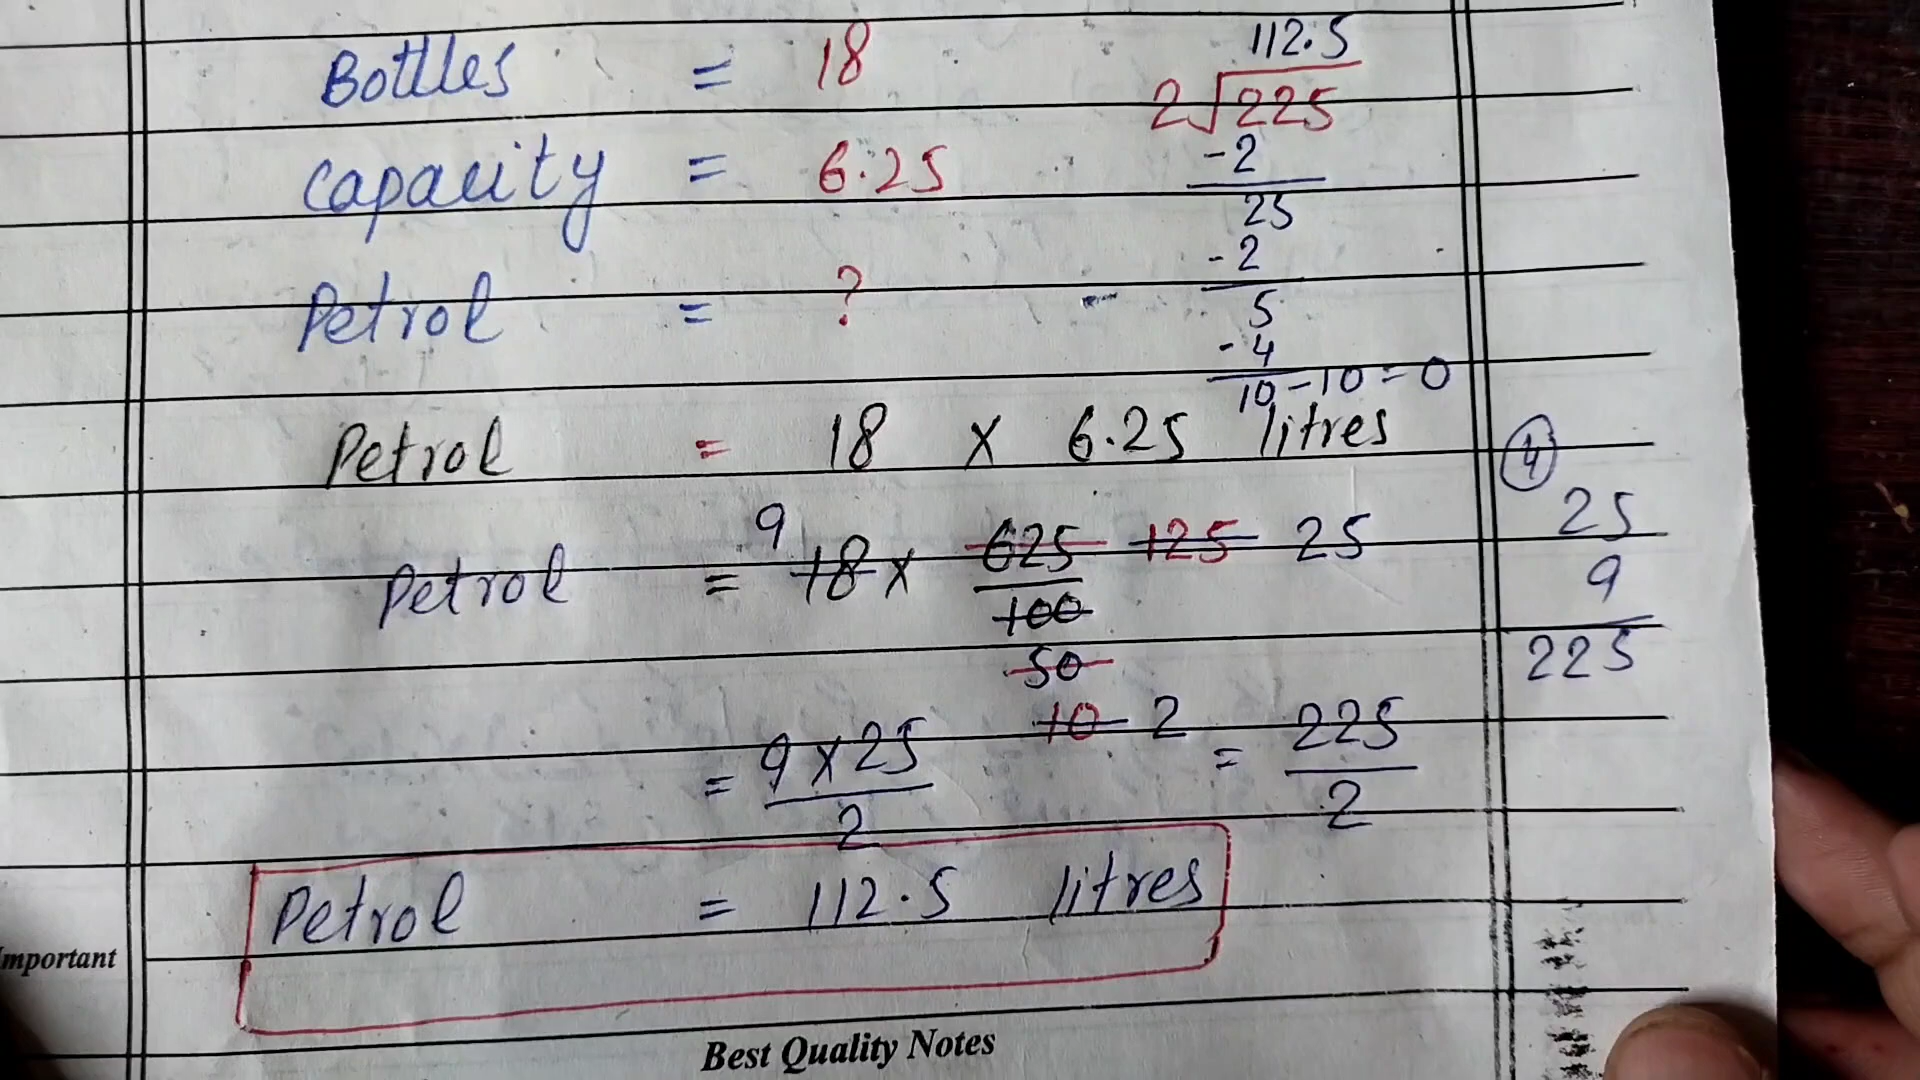 Bottles = 18
capacity = 6.25
Petrol = ?
112.5
2√225
-2
25
-2
5
-4
10-10=0
Petrol = 18 x 6.25 litres
Petrol = 9 18 x 625 125 25
100
50
10 2
= 9 x 25 = 225
2 2
4
25
9
225
Petrol = 112.5 litres
mportant
Best Quality Notes